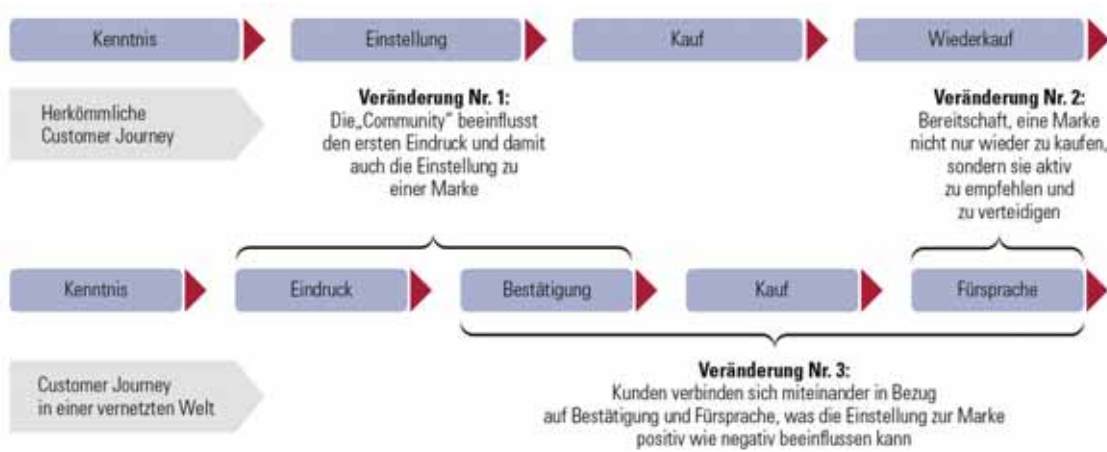 Kenntnis
Einstellung
Kauf
Wiederkauf
Herkömmliche
Customer Journey
Veränderung Nr. 1:
Die„Community“ beeinflusst
den ersten Eindruck und damit
auch die Einstellung zu
einer Marke
Veränderung Nr. 2:
Bereitschaft, eine Marke
nicht nur wieder zu kaufen,
sondern sie aktiv
zu empfehlen und
zu verteidigen
Kenntnis
Eindruck
Bestätigung
Kauf
Fürsprache
Customer Journey
in einer vernetzten Welt
Veränderung Nr. 3:
Kunden verbinden sich miteinander in Bezug
auf Bestätigung und Fürsprache, was die Einstellung zur Marke
positiv wie negativ beeinflussen kann